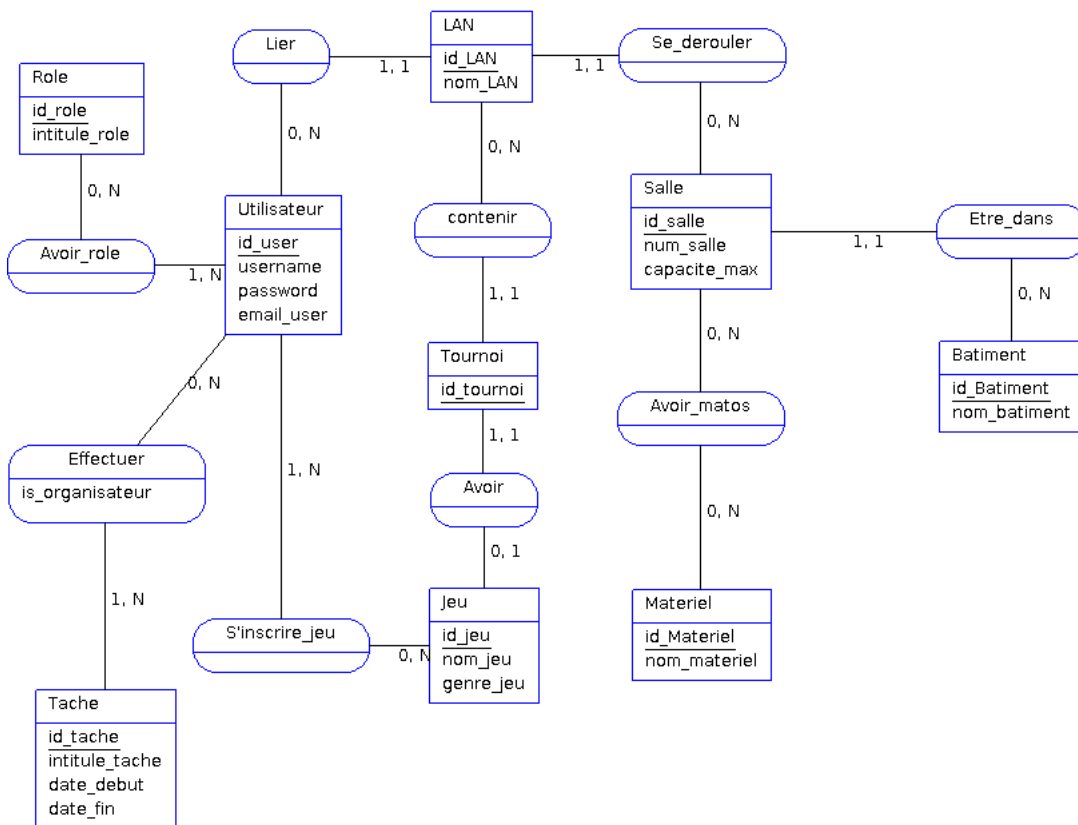 LAN
id_LAN
nom_LAN
Lier
1, 1
1, 1
Se_derouler
Role
id_role
intitule_role
0, N
0, N
0, N
0, N
Utilisateur
id_user
username
password
email_user
contenir
Salle
id_salle
num_salle
capacite_max
1, 1
Etre_dans
Avoir_role
1, N
1, 1
0, N
0, N
Tournoi
id_tournoi
Batiment
id_Batiment
nom_batiment
0, N
Avoir_matos
1, 1
Effectuer
is_organisateur
1, N
Avoir
0, N
0, 1
1, N
Jeu
id_jeu
nom_jeu
genre_jeu
Materiel
id_Materiel
nom_materiel
S'inscrire_jeu
0, N
Tache
id_tache
intitule_tache
date_debut
date_fin